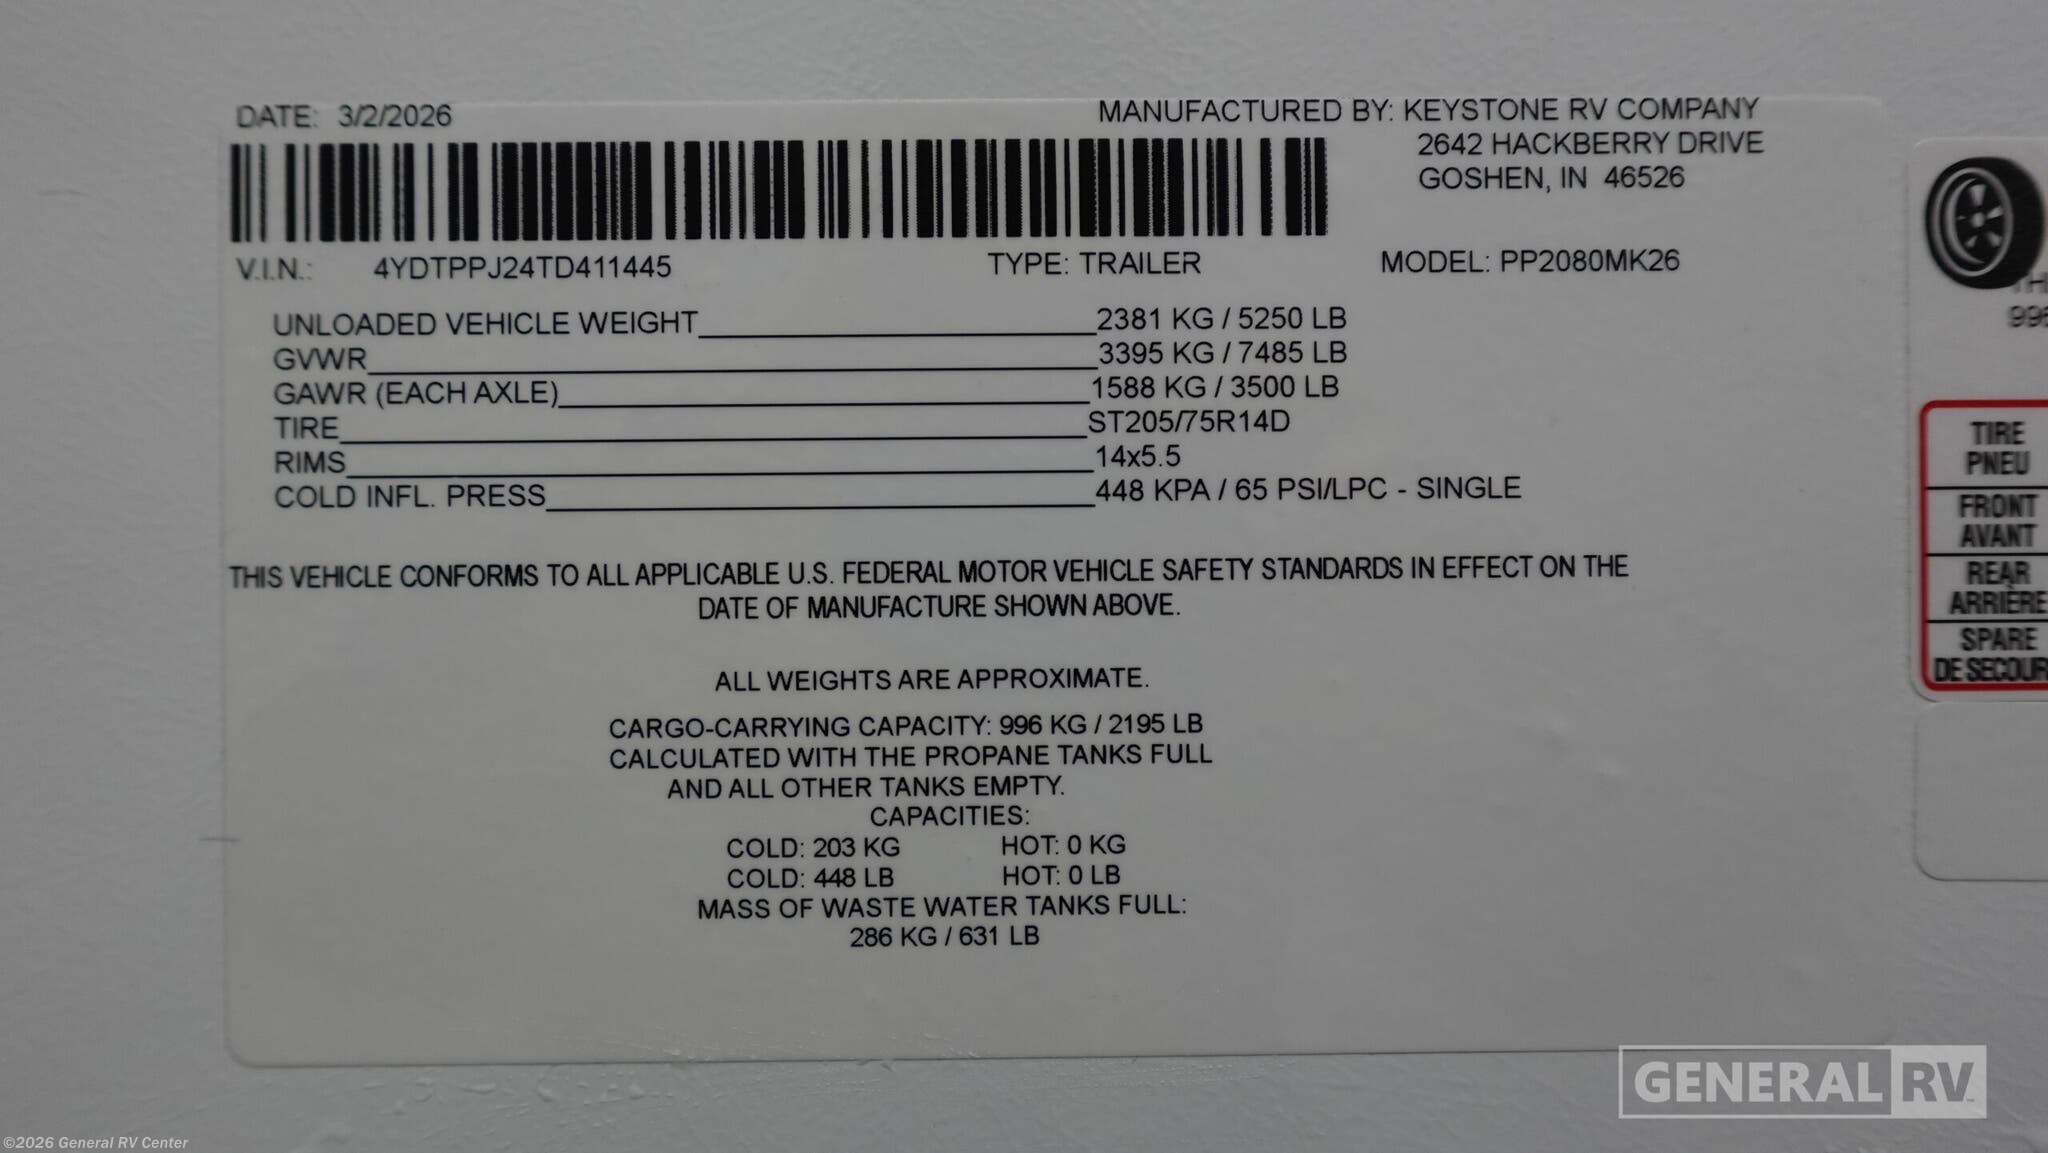 DATE: 3/2/2026
MANUFACTURED BY: KEYSTONE RV COMPANY
2642 HACKBERRY DRIVE
GOSHEN, IN 46526
V.I.N.: 4YDTPPJ24TD411445 TYPE: TRAILER MODEL: PP2080MK26
UNLOADED VEHICLE WEIGHT 2381 KG / 5250 LB
GVWR 3395 KG / 7485 LB
GAWR (EACH AXLE) 1588 KG / 3500 LB
TIRE ST205/75R14D
RIMS 14x5.5
COLD INFL. PRESS 448 KPA / 65 PSI/LPC - SINGLE
THIS VEHICLE CONFORMS TO ALL APPLICABLE U.S. FEDERAL MOTOR VEHICLE SAFETY STANDARDS IN EFFECT ON THE
DATE OF MANUFACTURE SHOWN ABOVE.
ALL WEIGHTS ARE APPROXIMATE.
CARGO-CARRYING CAPACITY: 996 KG / 2195 LB
CALCULATED WITH THE PROPANE TANKS FULL
AND ALL OTHER TANKS EMPTY.
CAPACITIES:
COLD: 203 KG HOT: 0 KG
COLD: 448 LB HOT: 0 LB
MASS OF WASTE WATER TANKS FULL:
286 KG / 631 LB
TIRE
PNEU
FRONT
AVANT
REAR
ARRIÈRE
SPARE
DE SECOUR
GENERAL RV
©2026 General RV Center